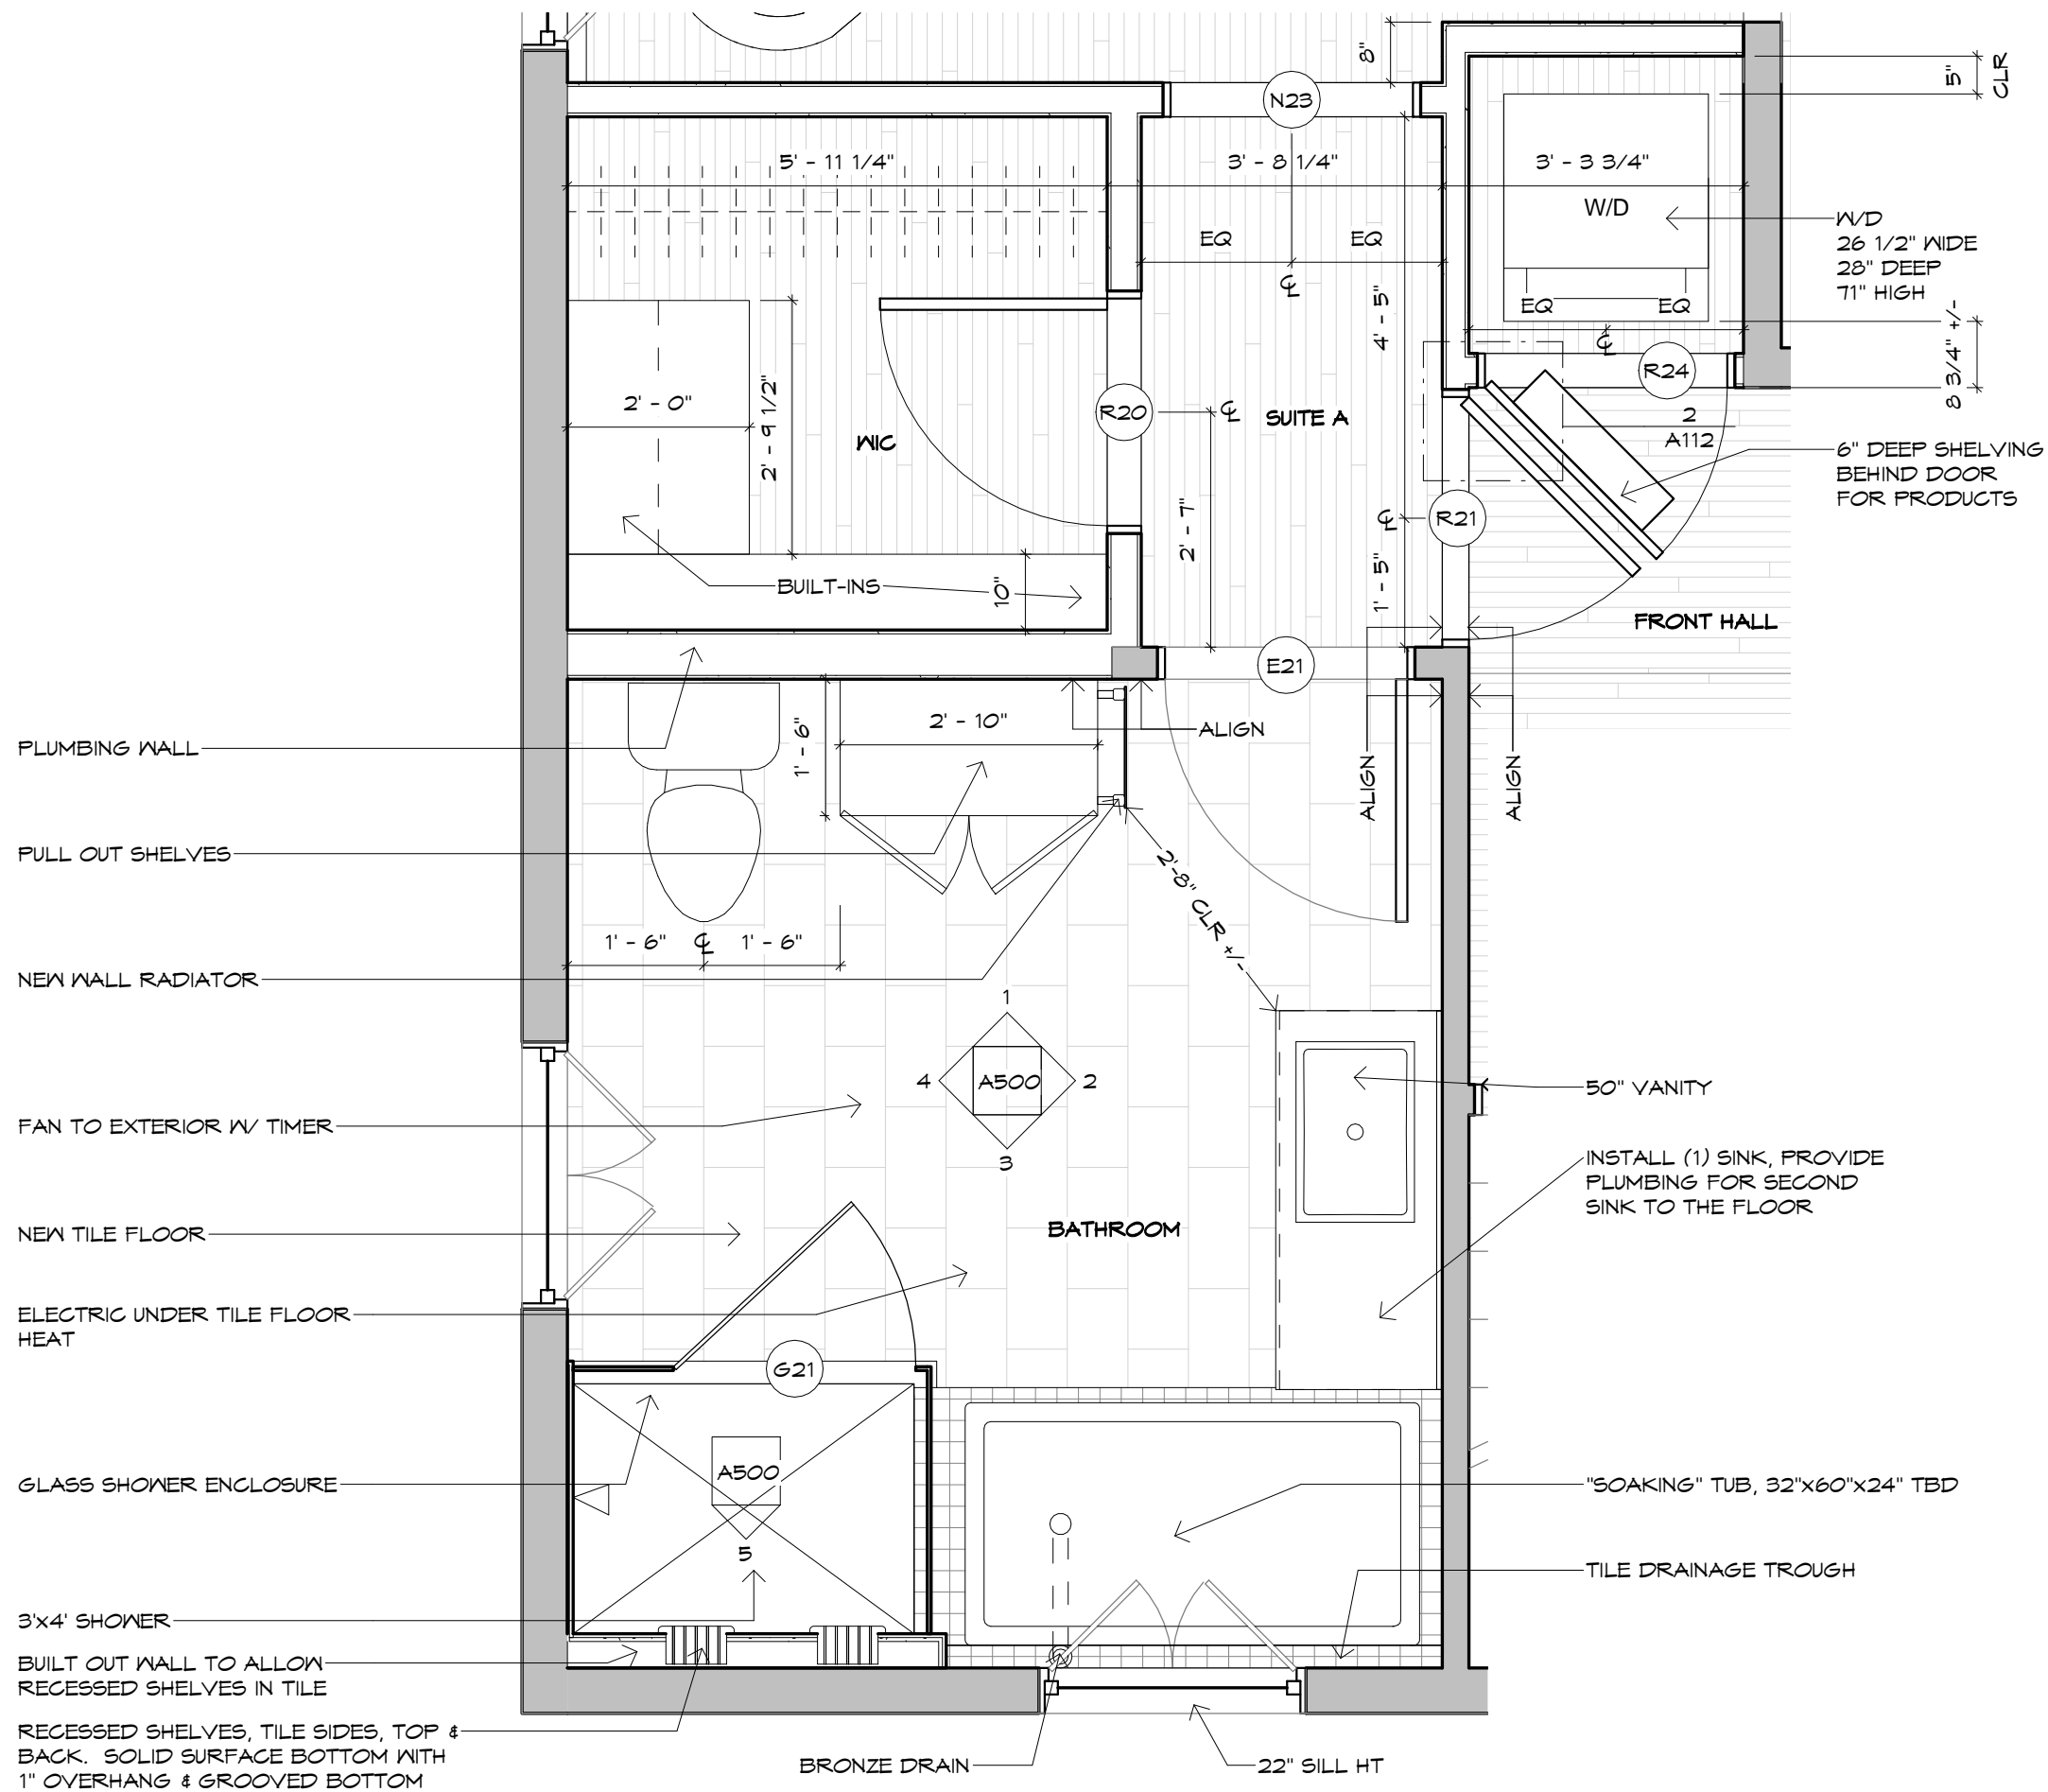 8"
5"
CLR
N23
5' - 11 1/4"
3' - 8 1/4"
3' - 3 3/4"
W/D
W/D
26 1/2" WIDE
28" DEEP
71" HIGH
EQ
EQ
℄
EQ
EQ
℄
8 3/4" +/-
4' - 5"
R24
2
A112
2' - 0"
2' - 9 1/2"
WIC
R20
℄
SUITE A
6" DEEP SHELVING
BEHIND DOOR
FOR PRODUCTS
2' - 7"
℄
R21
1' - 5"
BUILT-INS
10"
FRONT HALL
E21
PLUMBING WALL
1' - 6"
2' - 10"
ALIGN
ALIGN
ALIGN
PULL OUT SHELVES
2'-8" CLR +/-
1' - 6"
℄
1' - 6"
NEW WALL RADIATOR
1
4
A500
2
3
50" VANITY
FAN TO EXTERIOR W/ TIMER
INSTALL (1) SINK, PROVIDE
PLUMBING FOR SECOND
SINK TO THE FLOOR
NEW TILE FLOOR
BATHROOM
ELECTRIC UNDER TILE FLOOR
HEAT
G21
A500
5
GLASS SHOWER ENCLOSURE
"SOAKING" TUB, 32"x60"x24" TBD
TILE DRAINAGE TROUGH
3'x4' SHOWER
BUILT OUT WALL TO ALLOW
RECESSED SHELVES IN TILE
RECESSED SHELVES, TILE SIDES, TOP &
BACK.  SOLID SURFACE BOTTOM WITH
1" OVERHANG & GROOVED BOTTOM
BRONZE DRAIN
22" SILL HT